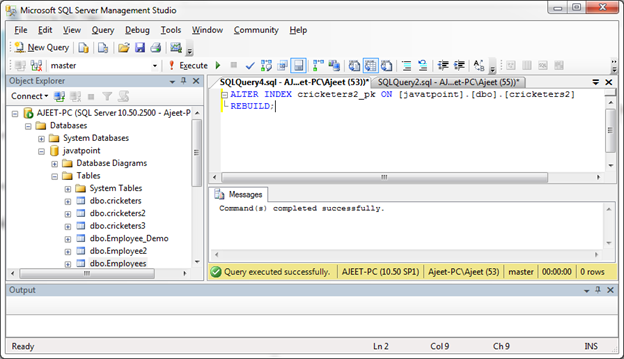 Microsoft SQL Server Management Studio
File Edit View Query Debug Tools Window Community Help
New Query
master Execute
Object Explorer
Connect
AJEET-PC (SQL Server 10.50.2500 - Ajeet-P
Databases
System Databases
javatpoint
Database Diagrams
Tables
System Tables
dbo.cricketers
dbo.cricketers2
dbo.cricketers3
dbo.Employee_Demo
dbo.Employee2
dbo.Employees
SQLQuery4.sql - AJ...et-PC\Ajeet (53))* SQLQuery2.sql - AJ...et-PC\Ajeet (55))*
ALTER INDEX cricketers2_pk ON [javatpoint].[dbo].[cricketers2]
REBUILD;
Messages
Command(s) completed successfully.
Query executed successfully. AJEET-PC (10.50 SP1) Ajeet-PC\Ajeet (53) master 00:00:00 0 rows
Output
Ready Ln 2 Col 9 Ch 9 INS